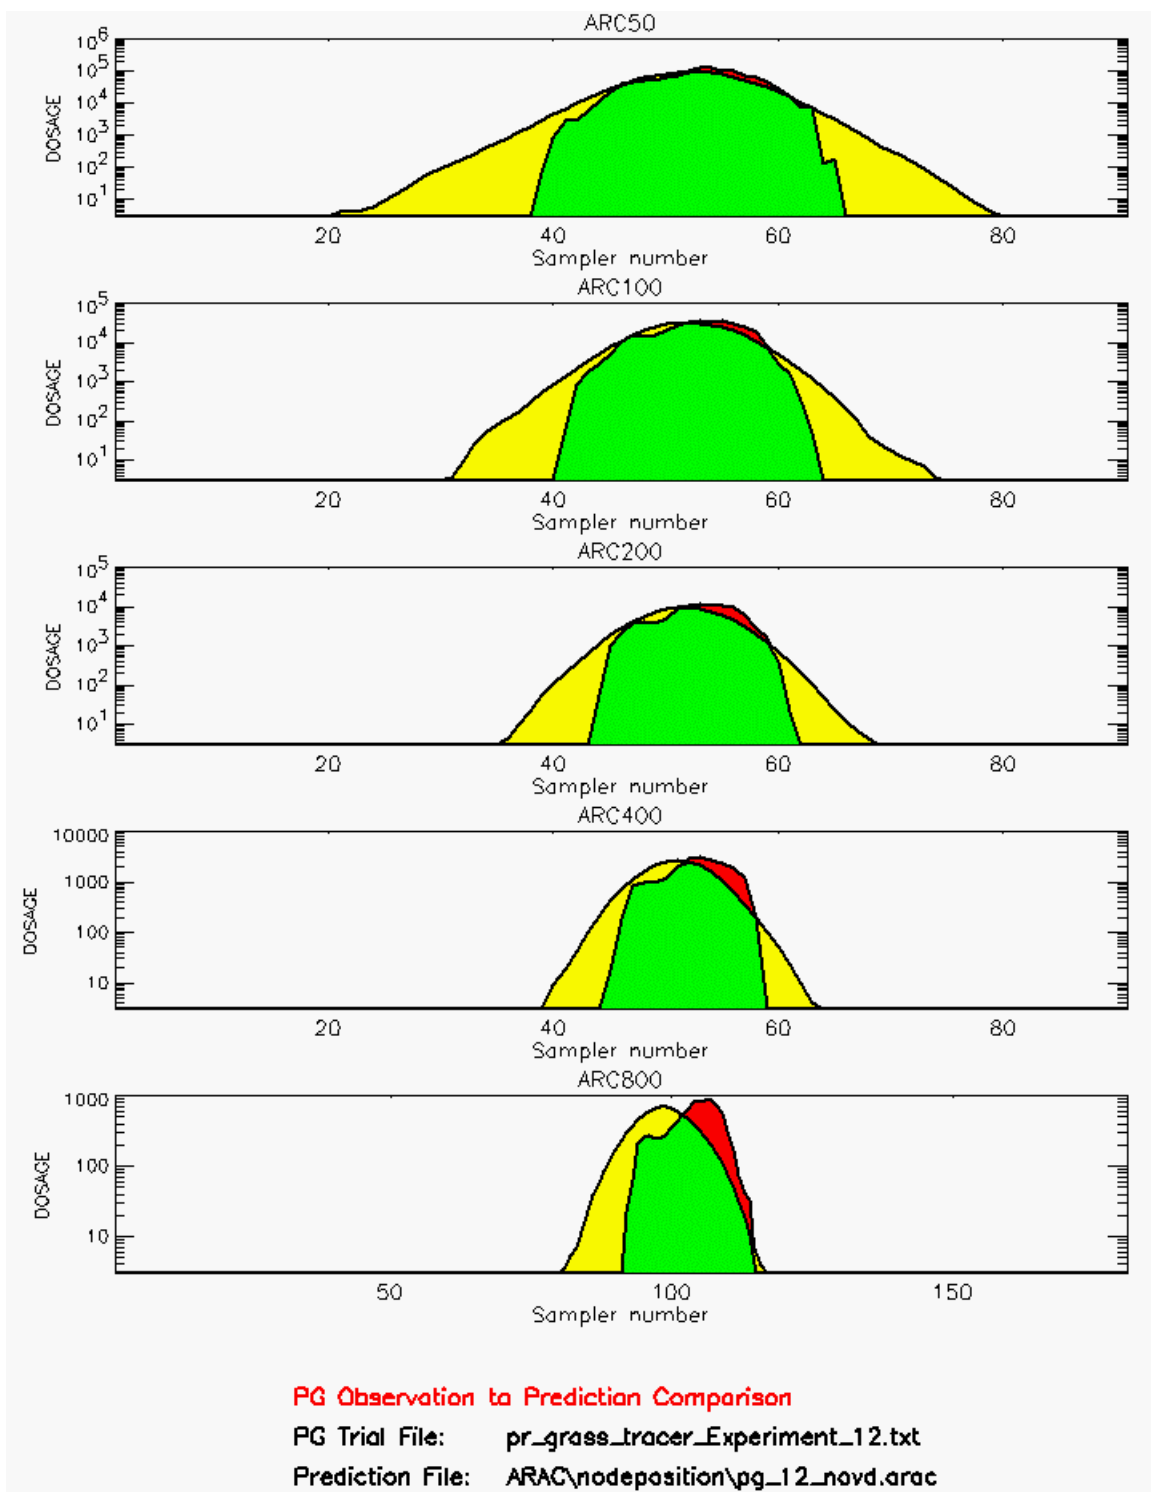 ARC50
10^6
10^5
10^4
10^3
10^2
10^1
DOSAGE
20 40 60 80
Sampler number
ARC100
10^5
10^4
10^3
10^2
10^1
DOSAGE
20 40 60 80
Sampler number
ARC200
10^5
10^4
10^3
10^2
10^1
DOSAGE
20 40 60 80
Sampler number
ARC400
10000
1000
100
10
DOSAGE
20 40 60 80
Sampler number
ARC800
1000
100
10
DOSAGE
50 100 150
Sampler number
PG Observation to Prediction Comparison
PG Trial File: pr_grass_tracer_Experiment_12.txt
Prediction File: ARAC\nodeposition\pg_12_novd.arac